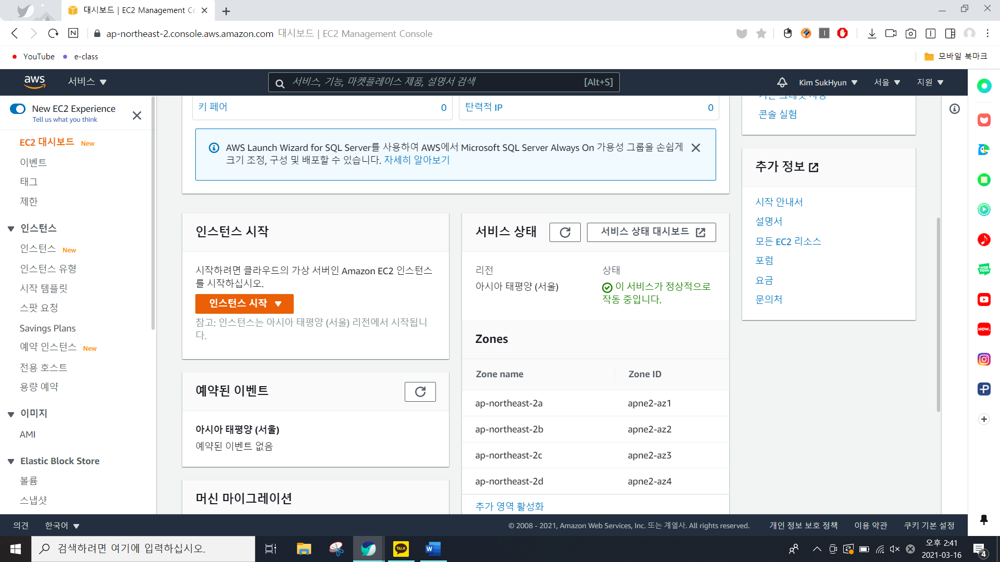 대시보드 | EC2 Management Co
ap-northeast-2.console.aws.amazon.com 대시보드 | EC2 Management Console
YouTube
e-class
모바일 북마크
aws
서비스
서비스, 기능, 마켓플레이스 제품, 설명서 검색
[Alt+S]
Kim SukHyun
서울
지원
New EC2 Experience
Tell us what you think
EC2 대시보드 New
이벤트
태그
제한
인스턴스
인스턴스 New
인스턴스 유형
시작 템플릿
스팟 요청
Savings Plans
예약 인스턴스 New
전용 호스트
용량 예약
이미지
AMI
Elastic Block Store
볼륨
스냅샷
키 페어 0
탄력적 IP 0
AWS Launch Wizard for SQL Server를 사용하여 AWS에서 Microsoft SQL Server Always On 가용성 그룹을 손쉽게
크기 조정, 구성 및 배포할 수 있습니다. 자세히 알아보기
인스턴스 시작
시작하려면 클라우드의 가상 서버인 Amazon EC2 인스턴스
를 시작하십시오.
인스턴스 시작
참고: 인스턴스는 아시아 태평양 (서울) 리전에서 시작됩니
다.
예약된 이벤트
아시아 태평양 (서울)
예약된 이벤트 없음
머신 마이그레이션
서비스 상태
서비스 상태 대시보드
리전
아시아 태평양 (서울)
상태
이 서비스가 정상적으로
작동 중입니다.
Zones
Zone name Zone ID
ap-northeast-2a apne2-az1
ap-northeast-2b apne2-az2
ap-northeast-2c apne2-az3
ap-northeast-2d apne2-az4
추가 영역 활성화
콘솔 실험
추가 정보
시작 안내서
설명서
모든 EC2 리소스
포럼
요금
문의처
WEB
TOON
NOW.
의견
한국어
© 2008 - 2021, Amazon Web Services, Inc. 또는 계열사. All rights reserved.
개인 정보 보호 정책
이용 약관
쿠키 기본 설정
검색하려면 여기에 입력하십시오.
TALK
오후 2:41
2021-03-16
4